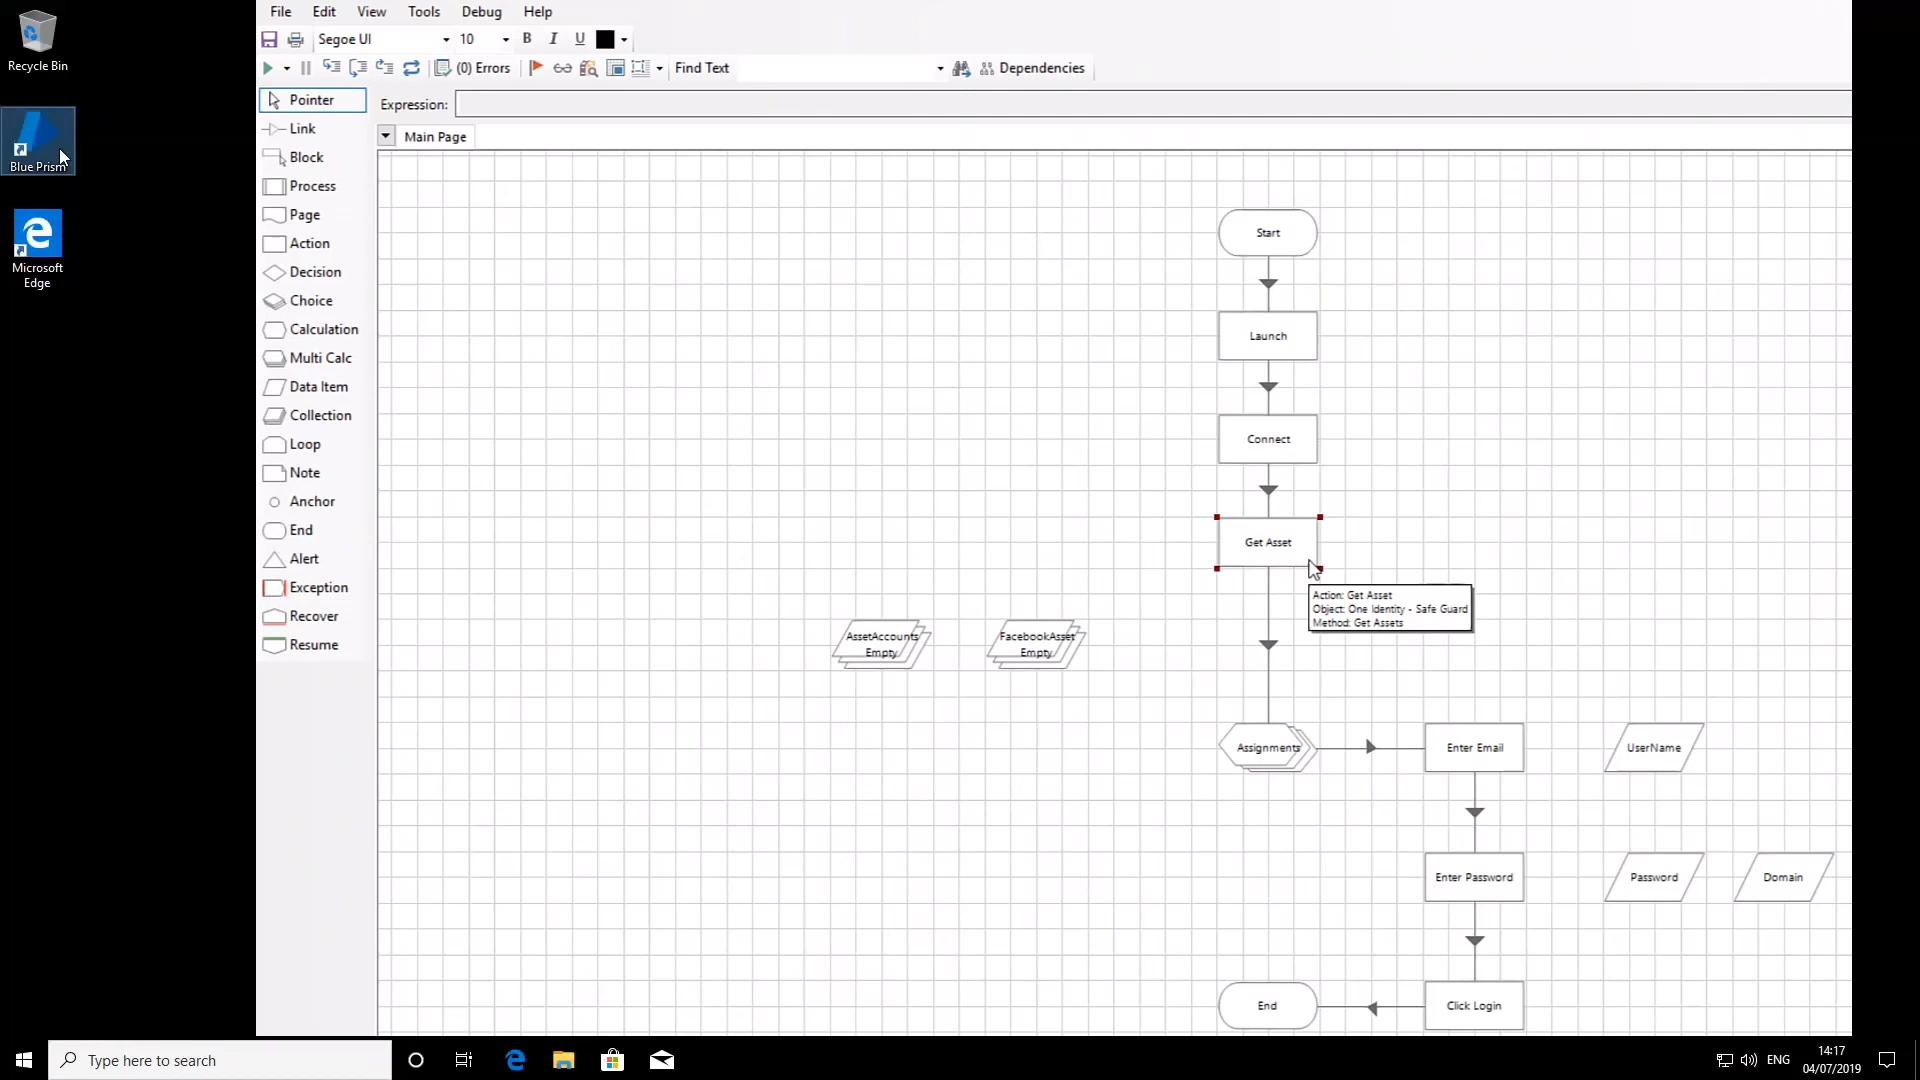 Recycle Bin
Blue Prism
Microsoft
Edge
File Edit View Tools Debug Help
Segoe UI 10 B I U
(0) Errors Find Text Dependencies
Expression:
Main Page
Pointer
Link
Block
Process
Page
Action
Decision
Choice
Calculation
Multi Calc
Data Item
Collection
Loop
Note
Anchor
End
Alert
Exception
Recover
Resume
Start
Launch
Connect
Get Asset
Action: Get Asset
Object: One Identity - Safe Guard
Method: Get Assets
AssetAccounts
Empty
FacebookAsset
Empty
Assignments
Enter Email
UserName
Enter Password
Password
Domain
End
Click Login
Type here to search
ENG
14:17
04/07/2019